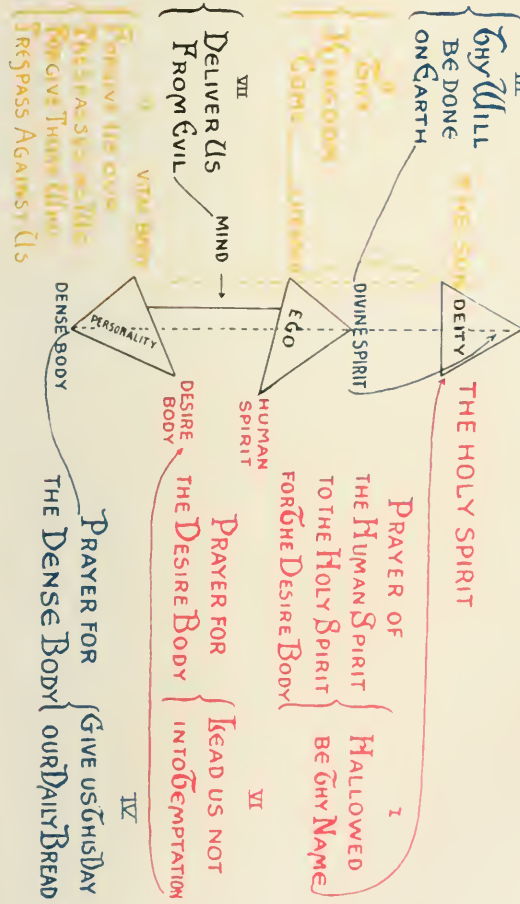 III
THY WILL
BE DONE
ON EARTH
THY
KINGDOM
COME
VII
DELIVER US
FROM EVIL
FORGIVE US OUR
TRESPASSES AS WE
FORGIVE THOSE WHO
TRESPASS AGAINST US
THE
DEITY
DIVINE SPIRIT
EGO
MIND
VITAL BODY
PERSONALITY
DENSE BODY
THE HOLY SPIRIT
HUMAN
SPIRIT
DESIRE
BODY
PRAYER OF
THE HUMAN SPIRIT
TO THE HOLY SPIRIT
FOR THE DESIRE BODY
I
HALLOWED
BE THY NAME
PRAYER FOR
THE DESIRE BODY
VI
LEAD US NOT
INTO TEMPTATION
PRAYER FOR
THE DENSE BODY
IV
GIVE US THIS DAY
OUR DAILY BREAD